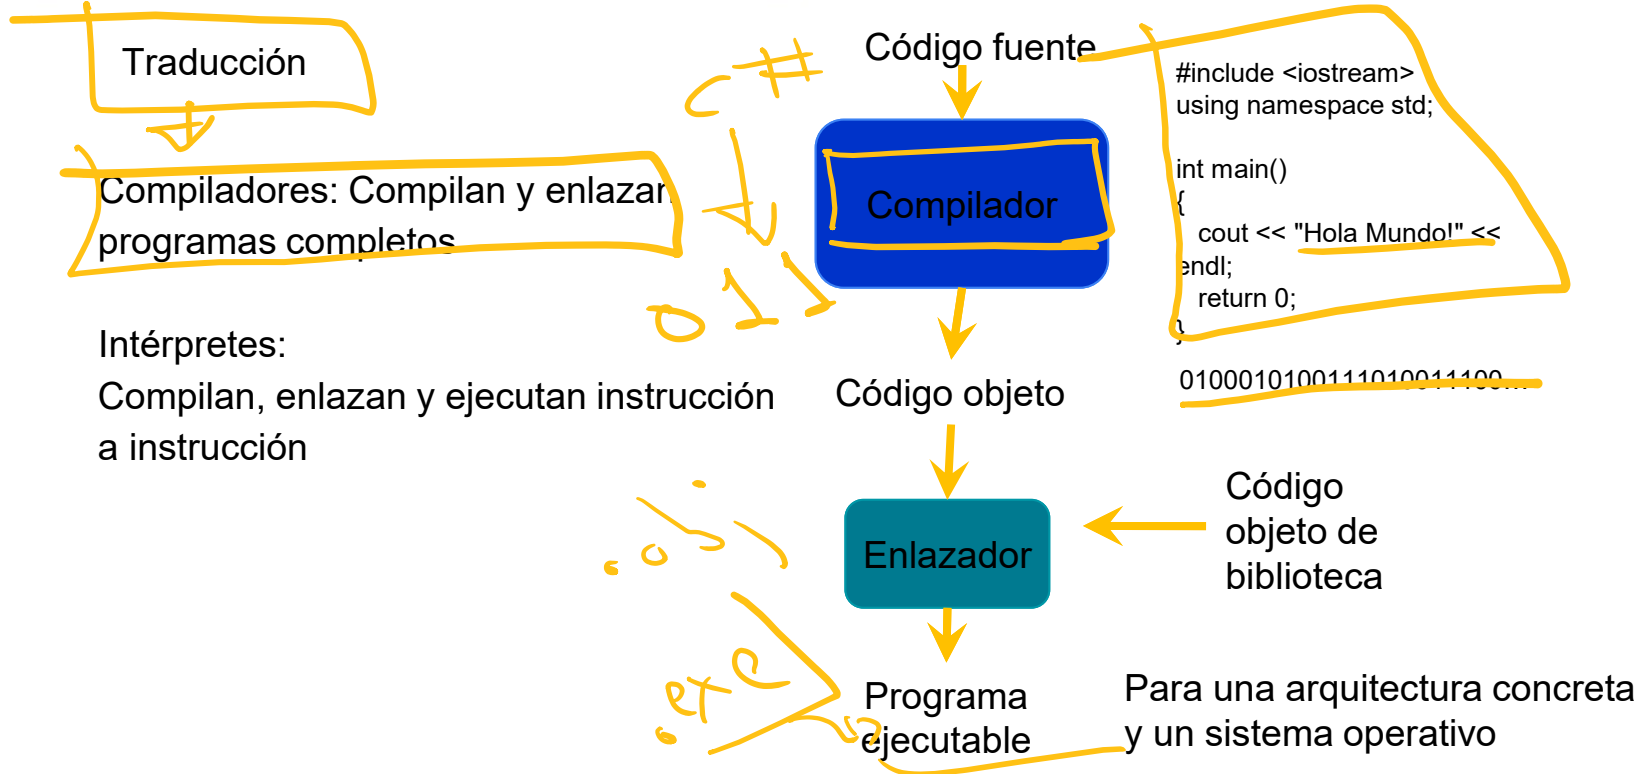 Traducción
Compiladores: Compilan y enlazan
programas completos
Intérpretes:
Compilan, enlazan y ejecutan instrucción
a instrucción
C#
011
.exe
Código fuente
Compilador
Código objeto
Enlazador
Programa
ejecutable
#include <iostream>
using namespace std;
int main()
{
cout << "Hola Mundo!" <<
endl;
return 0;
}
0100010100111010011100...
Código
objeto de
biblioteca
Para una arquitectura concreta
y un sistema operativo